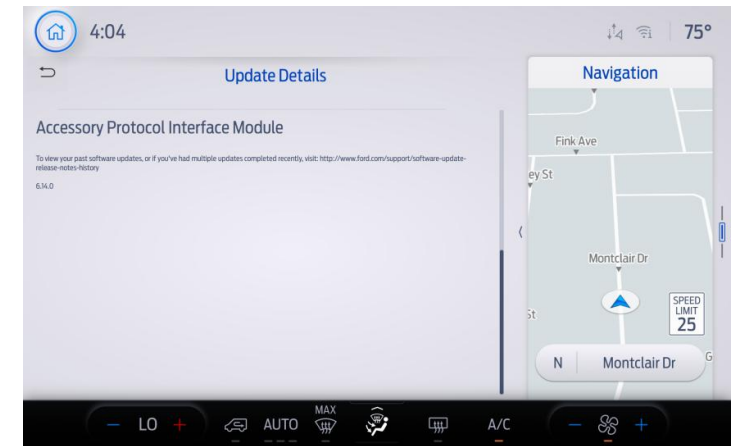 4:04
75°
Update Details
Accessory Protocol Interface Module
To view your past software updates, or if you've had multiple updates completed recently, visit: http://www.ford.com/support/software-update-
release-notes-history
6.14.0
Navigation
Fink Ave
ey St
Montclair Dr
St
SPEED
LIMIT
25
N Montclair Dr
G
LO
AUTO
MAX
A/C